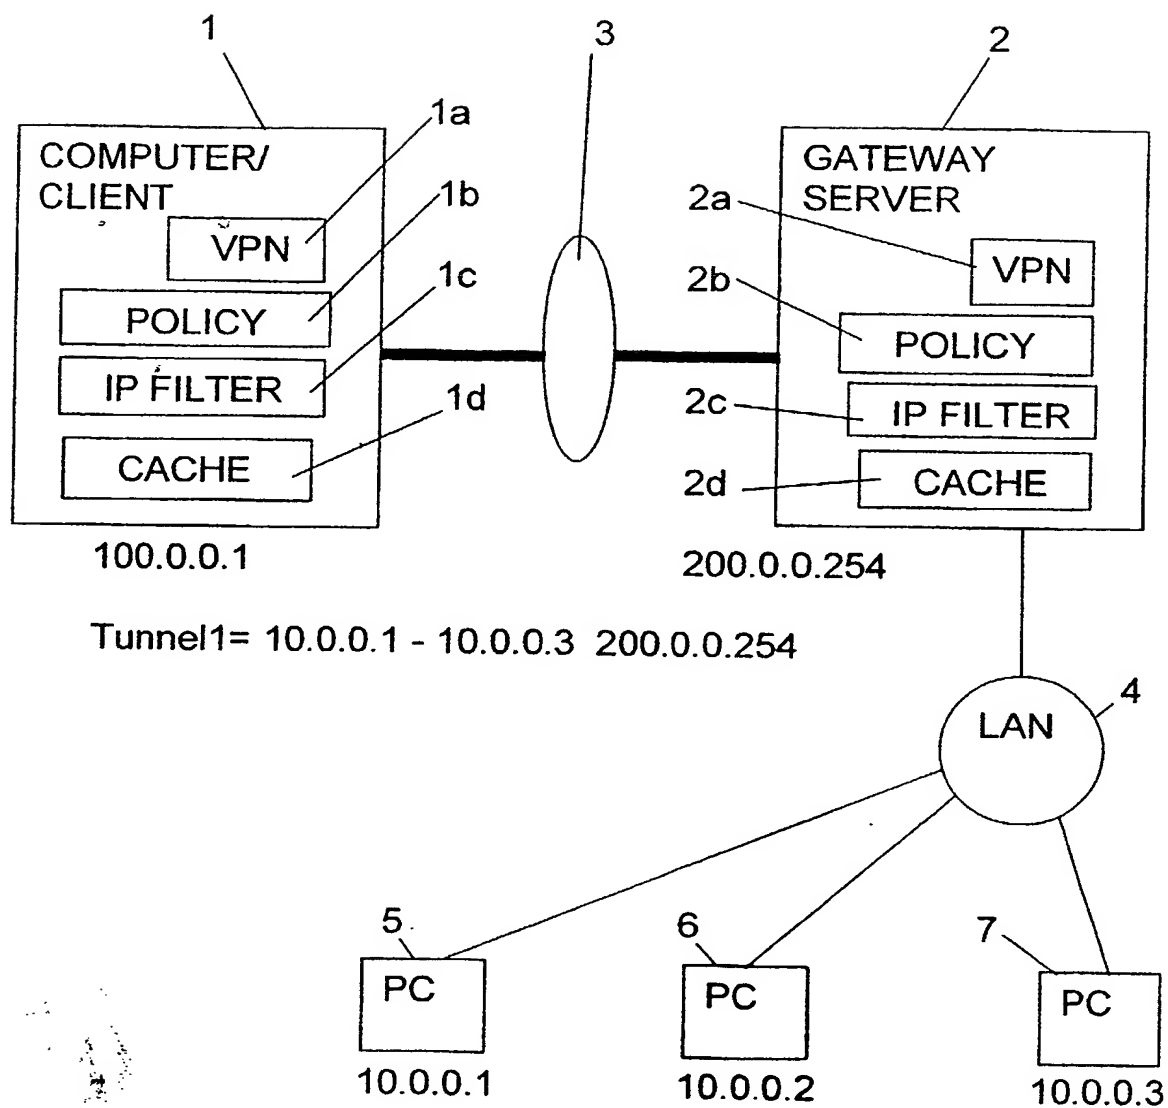 1
3
2
1a
COMPUTER/
CLIENT
1b
VPN
1c
POLICY
IP FILTER
1d
CACHE
100.0.0.1
GATEWAY
SERVER
2a
VPN
2b
POLICY
2c
IP FILTER
2d
CACHE
200.0.0.254
Tunnel1= 10.0.0.1 - 10.0.0.3 200.0.0.254
LAN
4
5
PC
10.0.0.1
6
PC
10.0.0.2
7
PC
10.0.0.3